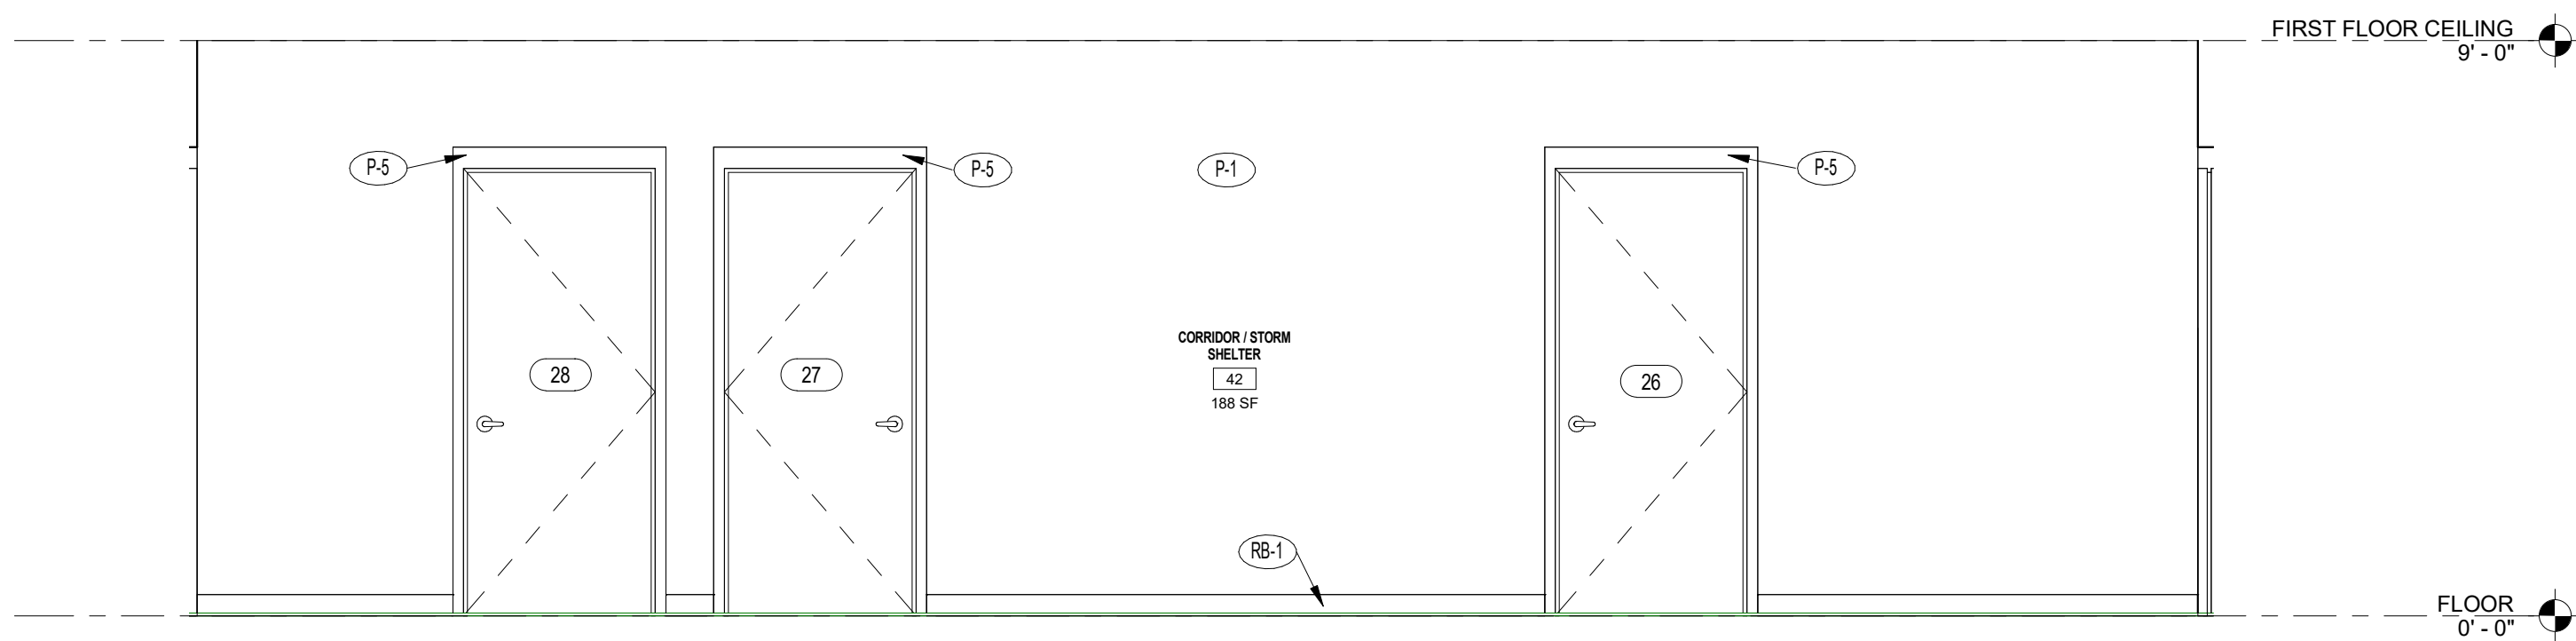 FIRST FLOOR CEILING
9' - 0"
P-5
P-5
P-1
P-5
CORRIDOR / STORM
SHELTER
42
188 SF
28
27
26
RB-1
FLOOR
0' - 0"